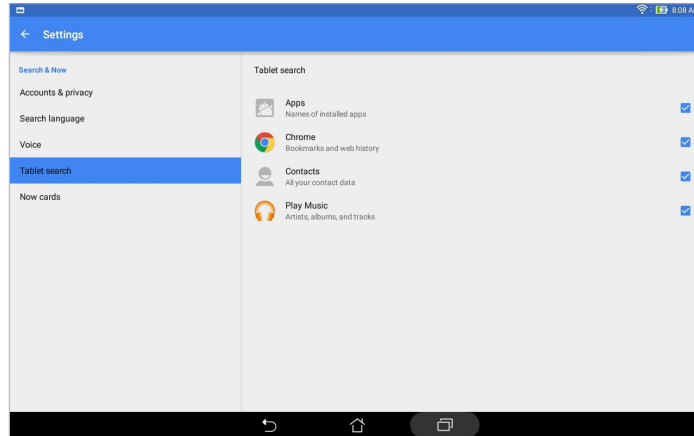 8:08 A
Settings
Search & Now
Accounts & privacy
Search language
Voice
Tablet search
Now cards
Tablet search
Apps
Names of installed apps
Chrome
Bookmarks and web history
Contacts
All your contact data
Play Music
Artists, albums, and tracks